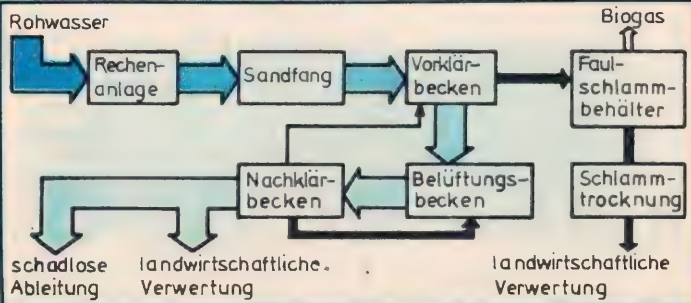 Rohwasser
Biogas
Rechen-
anlage
Sandfang
Vorklär-
becken
Faul-
schlamm-
behälter
Nachklär-
becken
Belüftungs-
becken
Schlamm-
trocknung
schadlose
Ableitung
landwirtschaftliche.
Verwertung
landwirtschaftliche
Verwertung